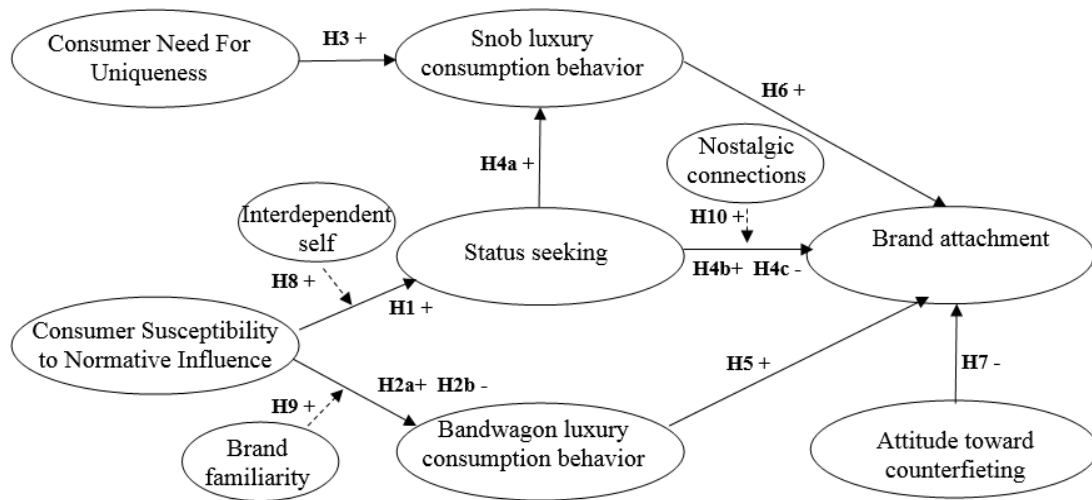 Consumer Need For
Uniqueness
H3 +
Snob luxury
consumption behavior
H6 +
Nostalgic
connections
H4a +
Interdependent
self
H10 +
Status seeking
Brand attachment
H8 +
H4b+ H4c -
H1 +
Consumer Susceptibility
to Normative Influence
H5 +
H7 -
H2a+ H2b -
H9 +
Brand
familiarity
Bandwagon luxury
consumption behavior
Attitude toward
counterfieting